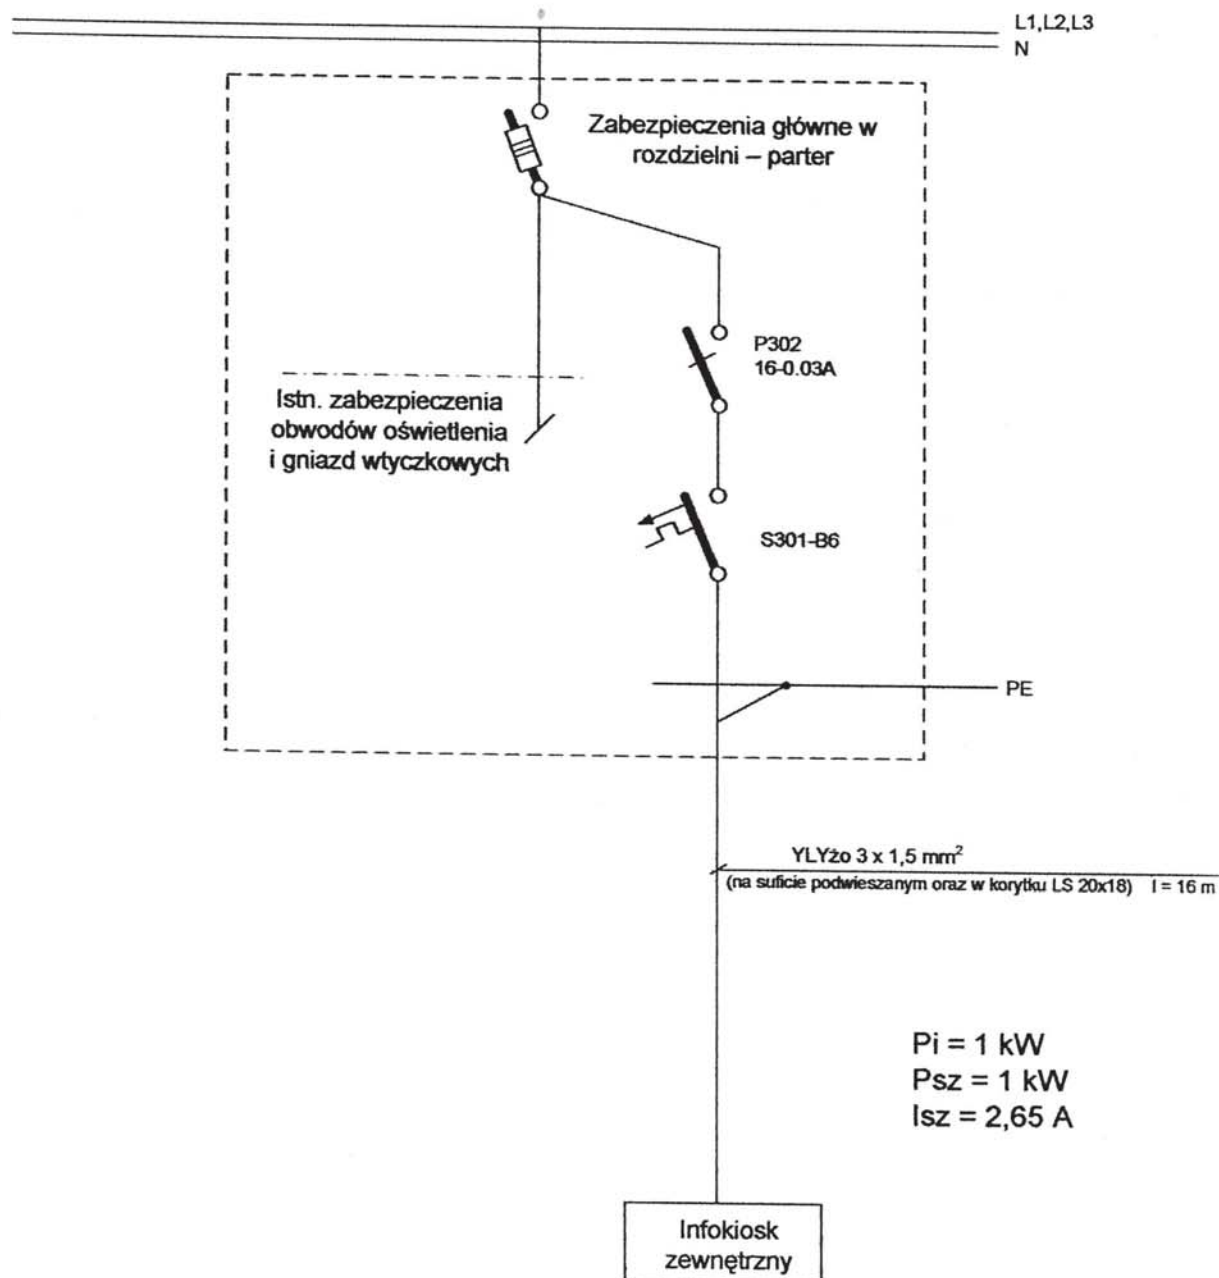 L1,L2,L3
N
Zabezpieczenia główne w
rozdzielni – parter
P302
16-0.03A
Istn. zabezpieczenia
obwodów oświetlenia
i gniazd wtyczkowych
S301-B6
PE
YLYżo 3 x 1,5 mm²
(na suficie podwieszanym oraz w korytku LS 20x18) l = 16 m
Pi = 1 kW
Psz = 1 kW
Isz = 2,65 A
Infokiosk
zewnętrzny